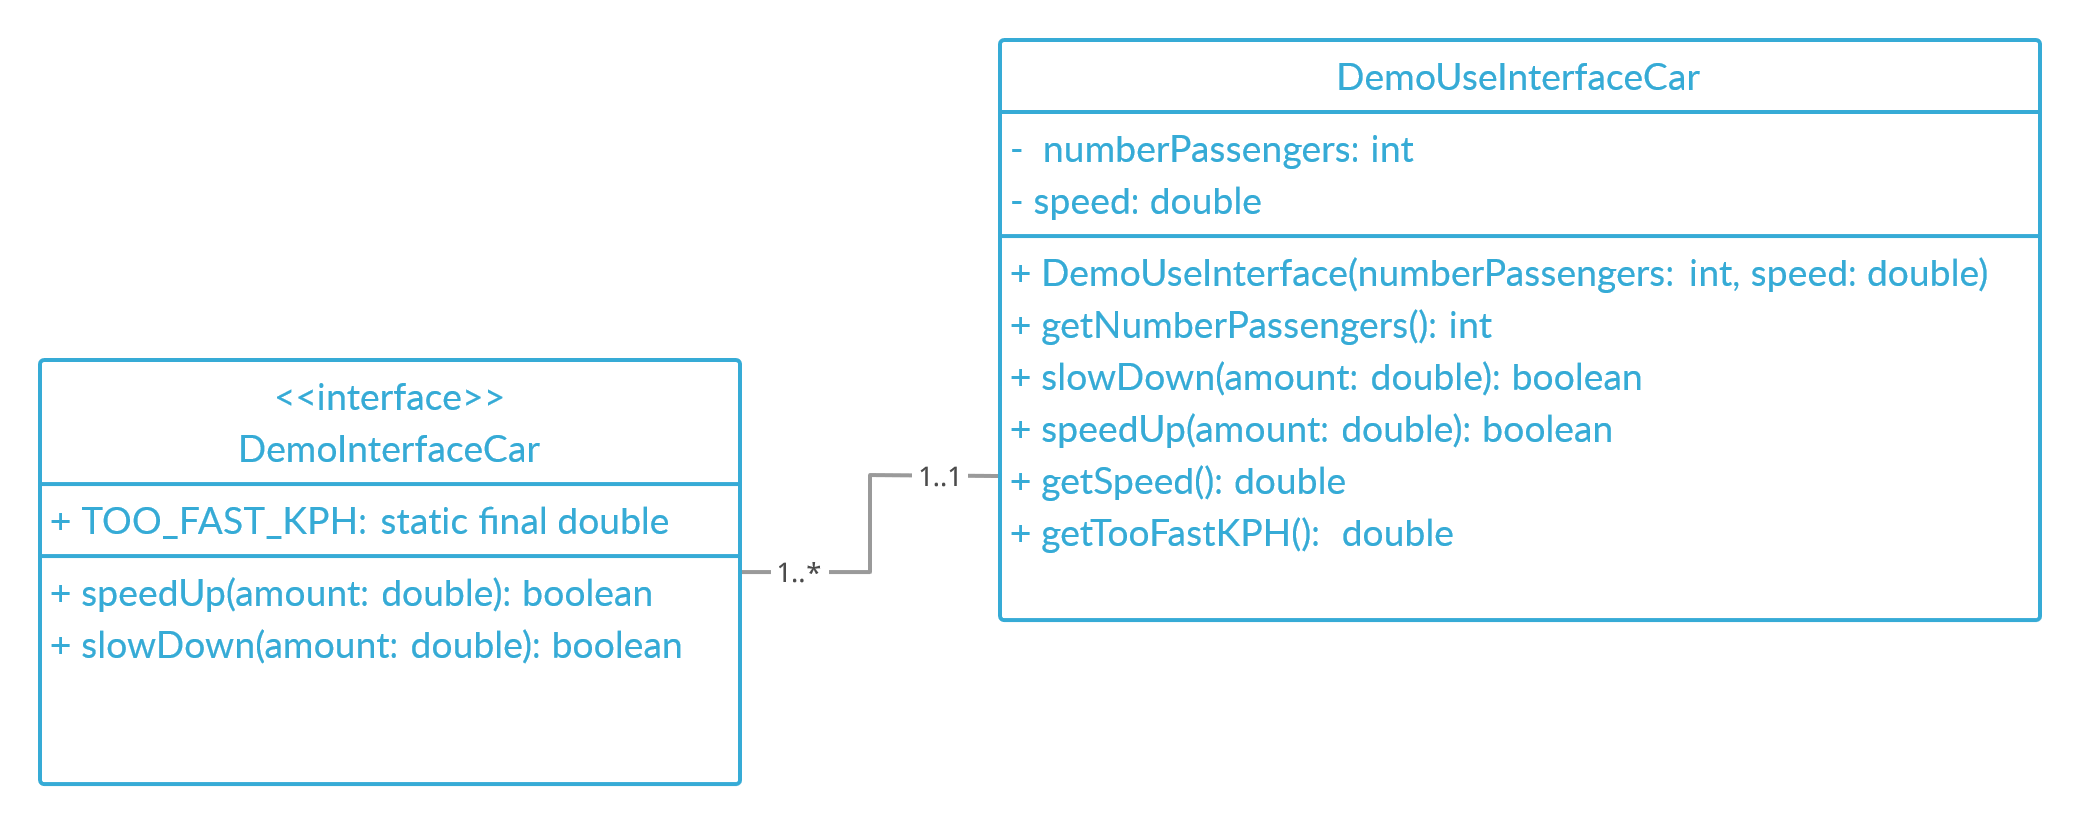 DemoUseInterfaceCar
- numberPassengers: int
- speed: double
+ DemoUseInterface(numberPassengers: int, speed: double)
+ getNumberPassengers(): int
+ slowDown(amount: double): boolean
+ speedUp(amount: double): boolean
+ getSpeed(): double
+ getTooFastKPH(): double
<<interface>>
DemoInterfaceCar
+ TOO_FAST_KPH: static final double
+ speedUp(amount: double): boolean
+ slowDown(amount: double): boolean
1..*
1..1